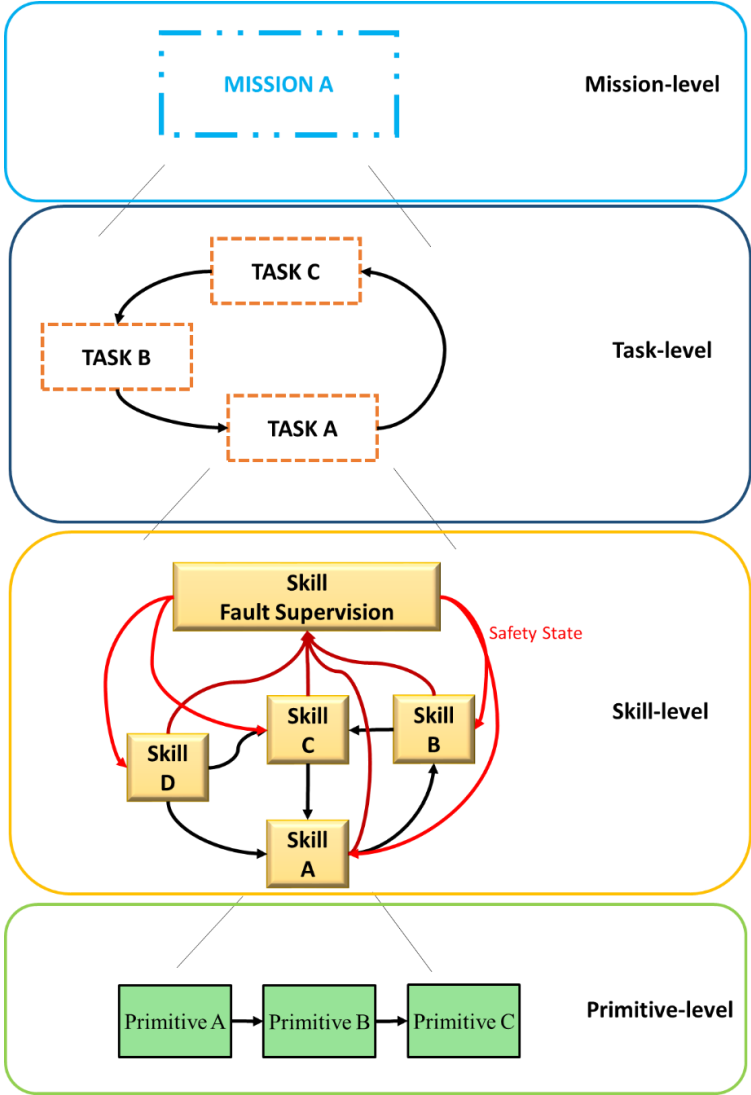 MISSION A
Mission-level
TASK C
TASK B
Task-level
TASK A
Skill
Fault Supervision
Safety State
Skill
C
Skill
B
Skill-level
Skill
D
Skill
A
Primitive A
Primitive B
Primitive C
Primitive-level